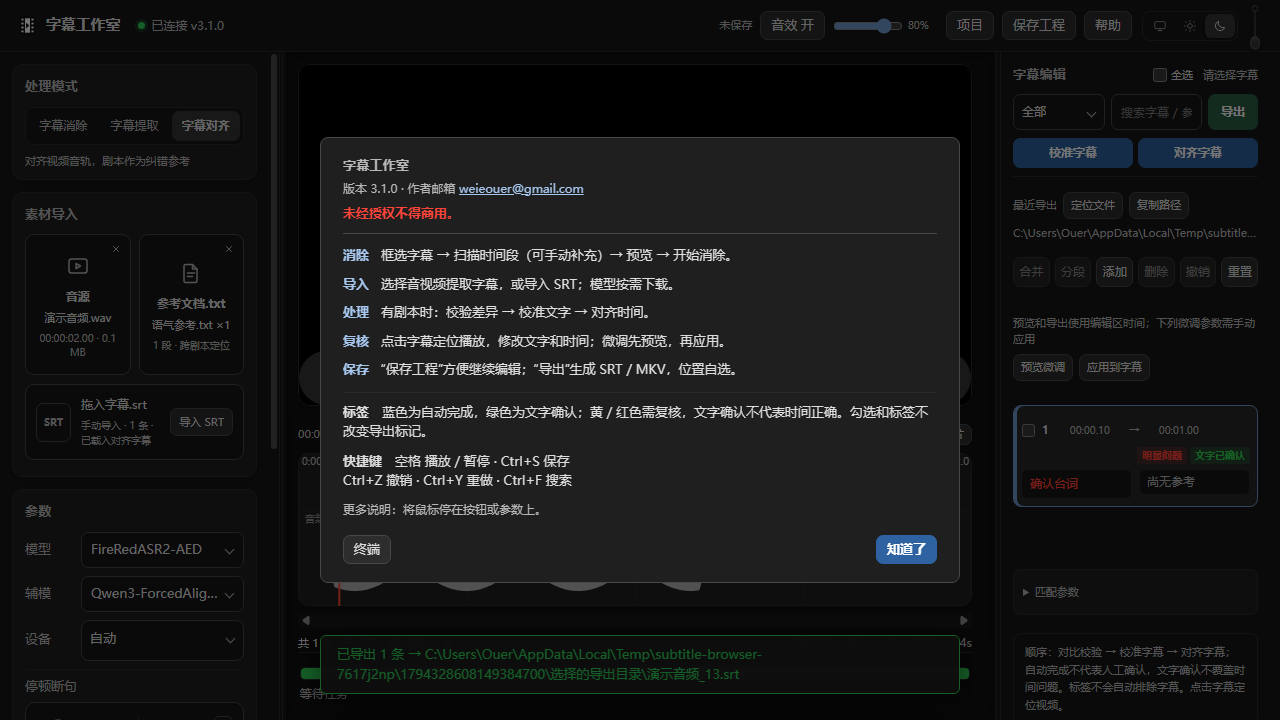 字幕工作室
已连接 v3.1.0
未保存
音效 开
80%
项目
保存工程
帮助
处理模式
字幕消除
字幕提取
字幕对齐
对齐视频音轨，剧本作为纠错参考
素材导入
×
音源
演示音频.wav
00:00:02.00 · 0.1
MB
×
参考文档.txt
语气参考.txt ×1
1 段 · 跨剧本定位
SRT
拖入字幕.srt
手动导入 · 1 条 ·
已载入对齐字幕
导入 SRT
参数
模型
FireRedASR2-AED
辅模
Qwen3-ForcedAlig...
设备
自动
停顿断句
字幕工作室
版本 3.1.0 · 作者邮箱 weieouer@gmail.com
未经授权不得商用。
消除 框选字幕 → 扫描时间段（可手动补充）→ 预览 → 开始消除。
导入 选择音视频提取字幕，或导入 SRT；模型按需下载。
处理 有剧本时：校验差异 → 校准文字 → 对齐时间。
复核 点击字幕定位播放，修改文字和时间；微调先预览，再应用。
保存 “保存工程”方便继续编辑；“导出”生成 SRT / MKV，位置自选。
标签 蓝色为自动完成，绿色为文字确认；黄 / 红色需复核，文字确认不代表时间正确。勾选和标签不
改变导出标记。
快捷键 空格 播放 / 暂停 · Ctrl+S 保存
Ctrl+Z 撤销 · Ctrl+Y 重做 · Ctrl+F 搜索
更多说明：将鼠标停在按钮或参数上。
终端
知道了
共 1
4s
已导出 1 条 → C:\Users\Ouer\AppData\Local\Temp\subtitle-browser-
7617j2np\1794328608149384700\选择的导出目录\演示音频_13.srt
等待任务
字幕编辑
全选
请选择字幕
全部
搜索字幕 / 参
导出
校准字幕
对齐字幕
最近导出
定位文件
复制路径
C:\Users\Ouer\AppData\Local\Temp\subtitle...
合并
分段
添加
删除
撤销
重置
预览和导出使用编辑区时间；下列微调参数需手动
应用
预览微调
应用到字幕
1
00:00.10
→
00:01.00
明显问题
文字已确认
确认台词
尚无参考
匹配参数
顺序：对比校验 → 校准字幕 → 对齐字幕；
自动完成不代表人工确认，文字确认不覆盖时
间问题。标签不会自动排除字幕。点击字幕定
位视频。